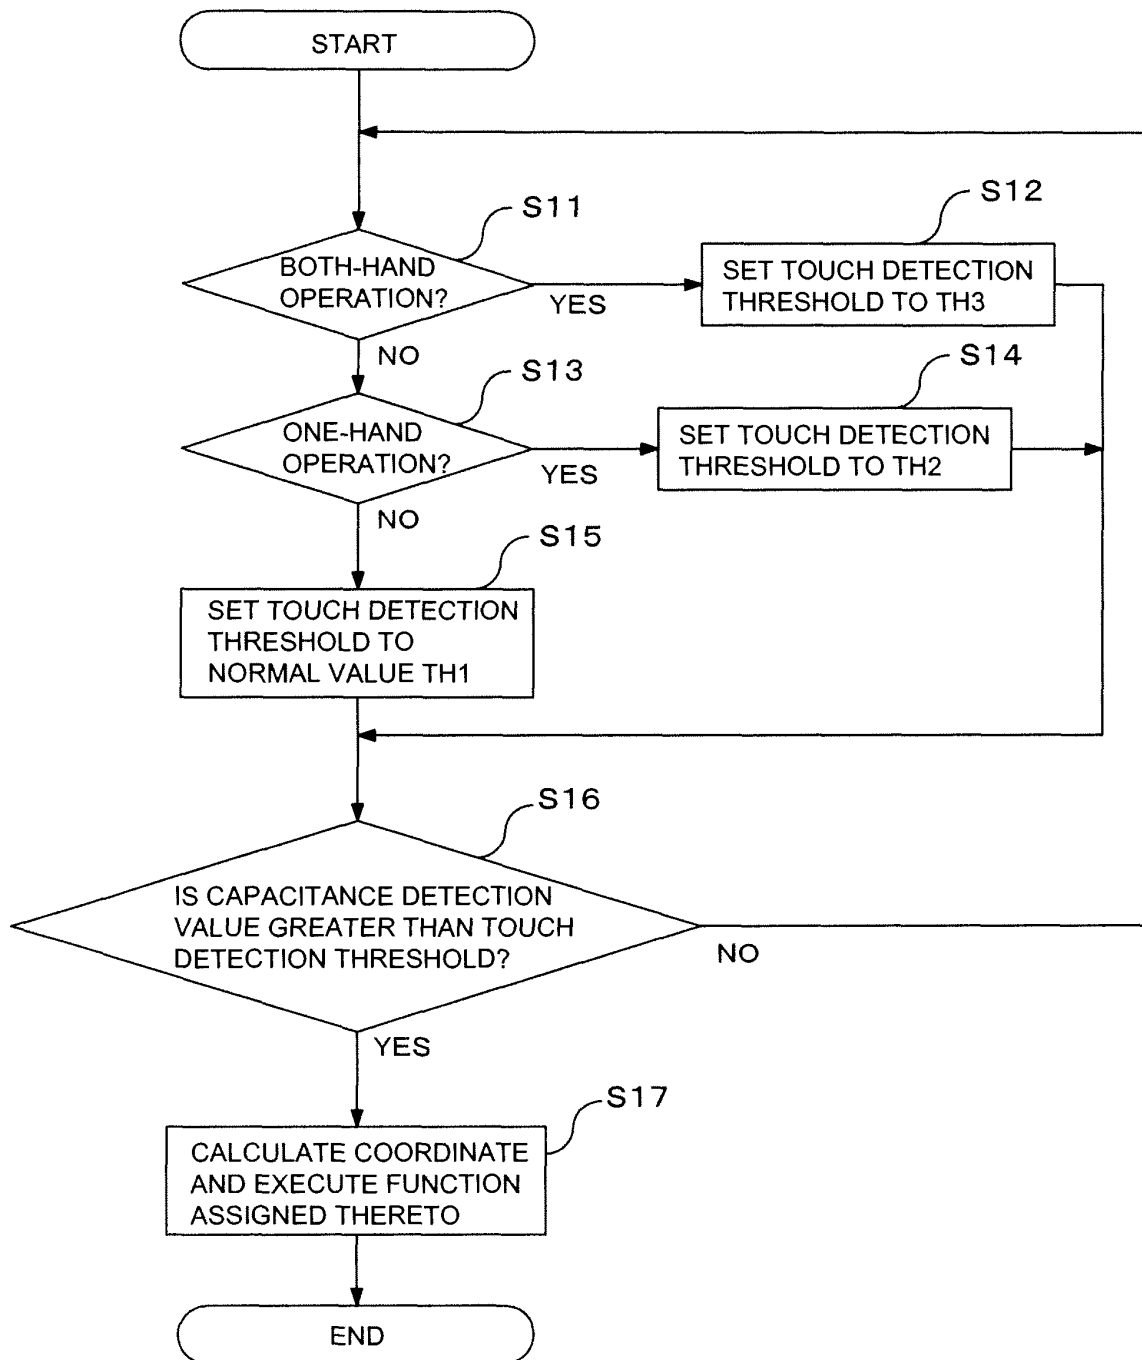 START
S11
BOTH-HAND
OPERATION?
YES
S12
SET TOUCH DETECTION
THRESHOLD TO TH3
NO
S13
ONE-HAND
OPERATION?
YES
S14
SET TOUCH DETECTION
THRESHOLD TO TH2
NO
S15
SET TOUCH DETECTION
THRESHOLD TO
NORMAL VALUE TH1
S16
IS CAPACITANCE DETECTION
VALUE GREATER THAN TOUCH
DETECTION THRESHOLD?
NO
YES
S17
CALCULATE COORDINATE
AND EXECUTE FUNCTION
ASSIGNED THERETO
END